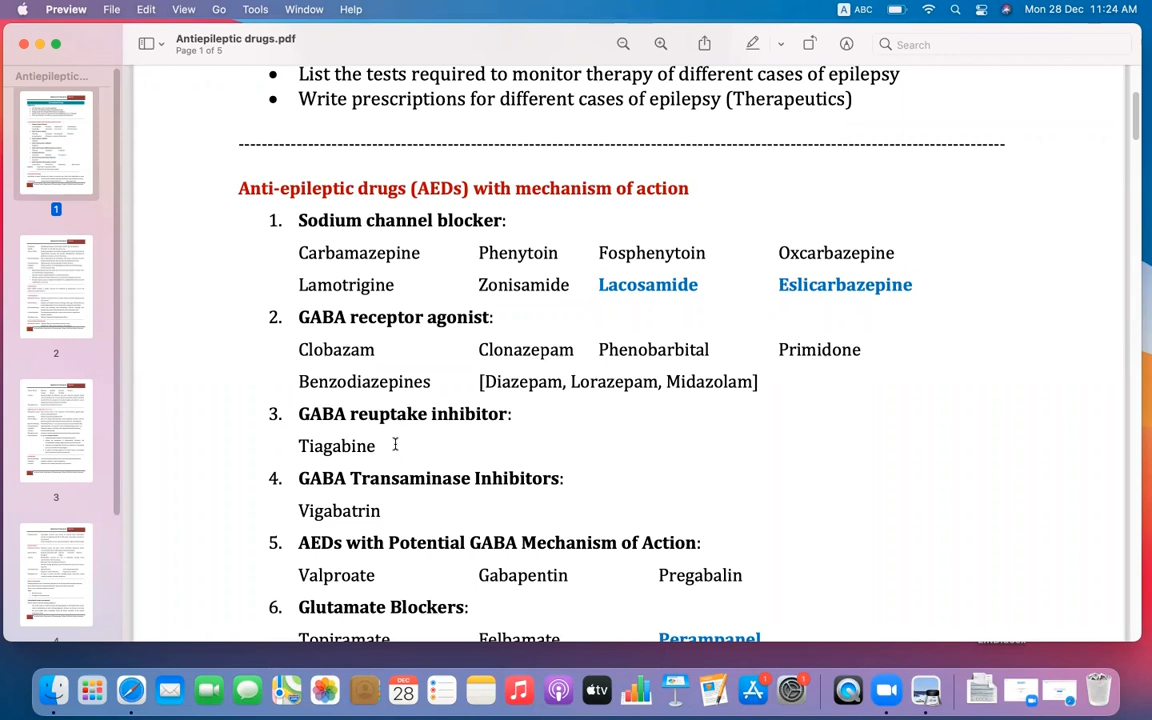 Preview File Edit View Go Tools Window Help A ABC Mon 28 Dec 11:24 AM
Antiepileptic drugs.pdf
Page 1 of 5
Search
Antiepileptic...
1
2
3
4
• List the tests required to monitor therapy of different cases of epilepsy
• Write prescriptions for different cases of epilepsy (Therapeutics)
Anti-epileptic drugs (AEDs) with mechanism of action
1. Sodium channel blocker:
Carbamazepine Phenytoin Fosphenytoin Oxcarbazepine
Lamotrigine Zonisamide Lacosamide Eslicarbazepine
2. GABA receptor agonist:
Clobazam Clonazepam Phenobarbital Primidone
Benzodiazepines [Diazepam, Lorazepam, Midazolam]
3. GABA reuptake inhibitor:
Tiagabine
4. GABA Transaminase Inhibitors:
Vigabatrin
5. AEDs with Potential GABA Mechanism of Action:
Valproate Gabapentin Pregabalin
6. Glutamate Blockers:
Topiramate Felbamate Perampanel
DEC
28
tv
1
1